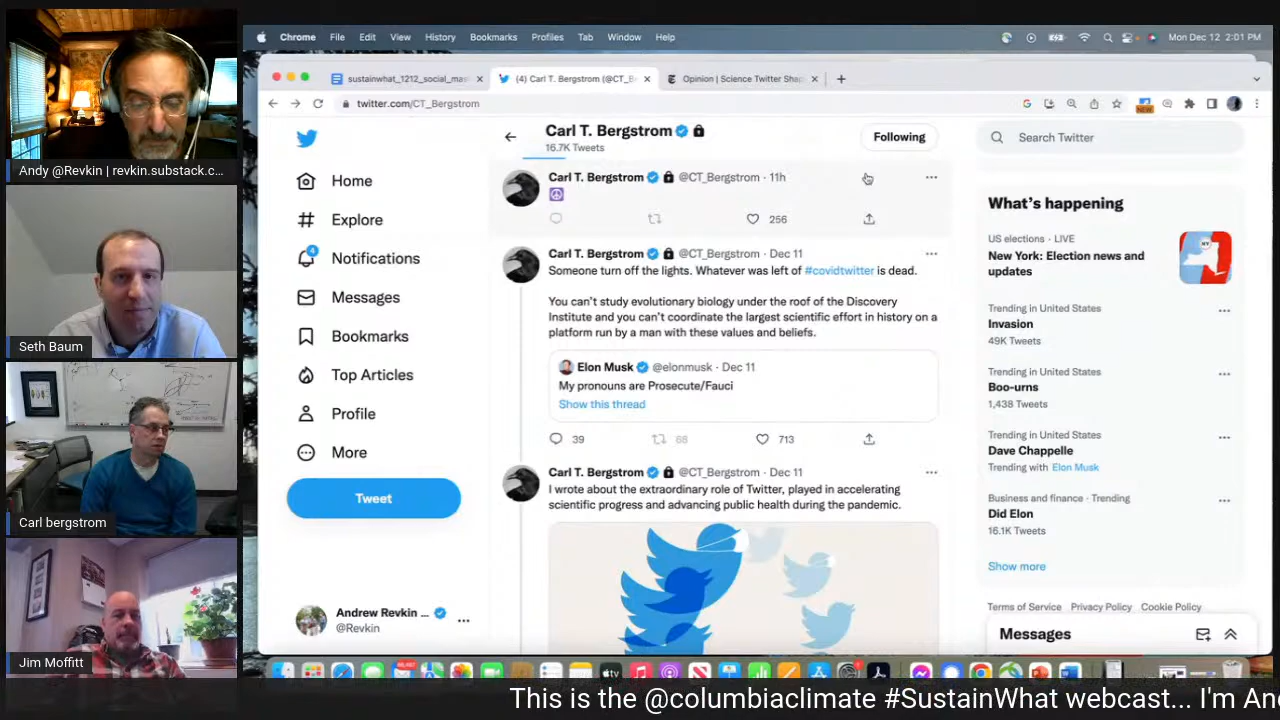 Chrome File Edit View History Bookmarks Profiles Tab Window Help Mon Dec 12 2:01 PM
sustainwhat_1212_social_mas
(4) Carl T. Bergstrom (@CT_B
Opinion | Science Twitter Shap
twitter.com/CT_Bergstrom
NEW
Andy @Revkin | revkin.substack.c...
Seth Baum
Carl bergstrom
Jim Moffitt
Home
Explore
4
Notifications
Messages
Bookmarks
Top Articles
Profile
More
Tweet
Andrew Revkin ...
@Revkin
Carl T. Bergstrom
16.7K Tweets
Following
Carl T. Bergstrom @CT_Bergstrom · 11h
256
Carl T. Bergstrom @CT_Bergstrom · Dec 11
Someone turn off the lights. Whatever was left of #covidtwitter is dead.
You can't study evolutionary biology under the roof of the Discovery
Institute and you can't coordinate the largest scientific effort in history on a
platform run by a man with these values and beliefs.
Elon Musk @elonmusk · Dec 11
My pronouns are Prosecute/Fauci
Show this thread
39 68 713
Carl T. Bergstrom @CT_Bergstrom · Dec 11
I wrote about the extraordinary role of Twitter, played in accelerating
scientific progress and advancing public health during the pandemic.
Search Twitter
What's happening
US elections · LIVE
New York: Election news and
updates
Trending in United States
Invasion
49K Tweets
Trending in United States
Boo-urns
1,438 Tweets
Trending in United States
Dave Chappelle
Trending with Elon Musk
Business and finance · Trending
Did Elon
16.1K Tweets
Show more
Terms of Service Privacy Policy Cookie Policy
Messages
This is the @columbiaclimate #SustainWhat webcast... I'm An